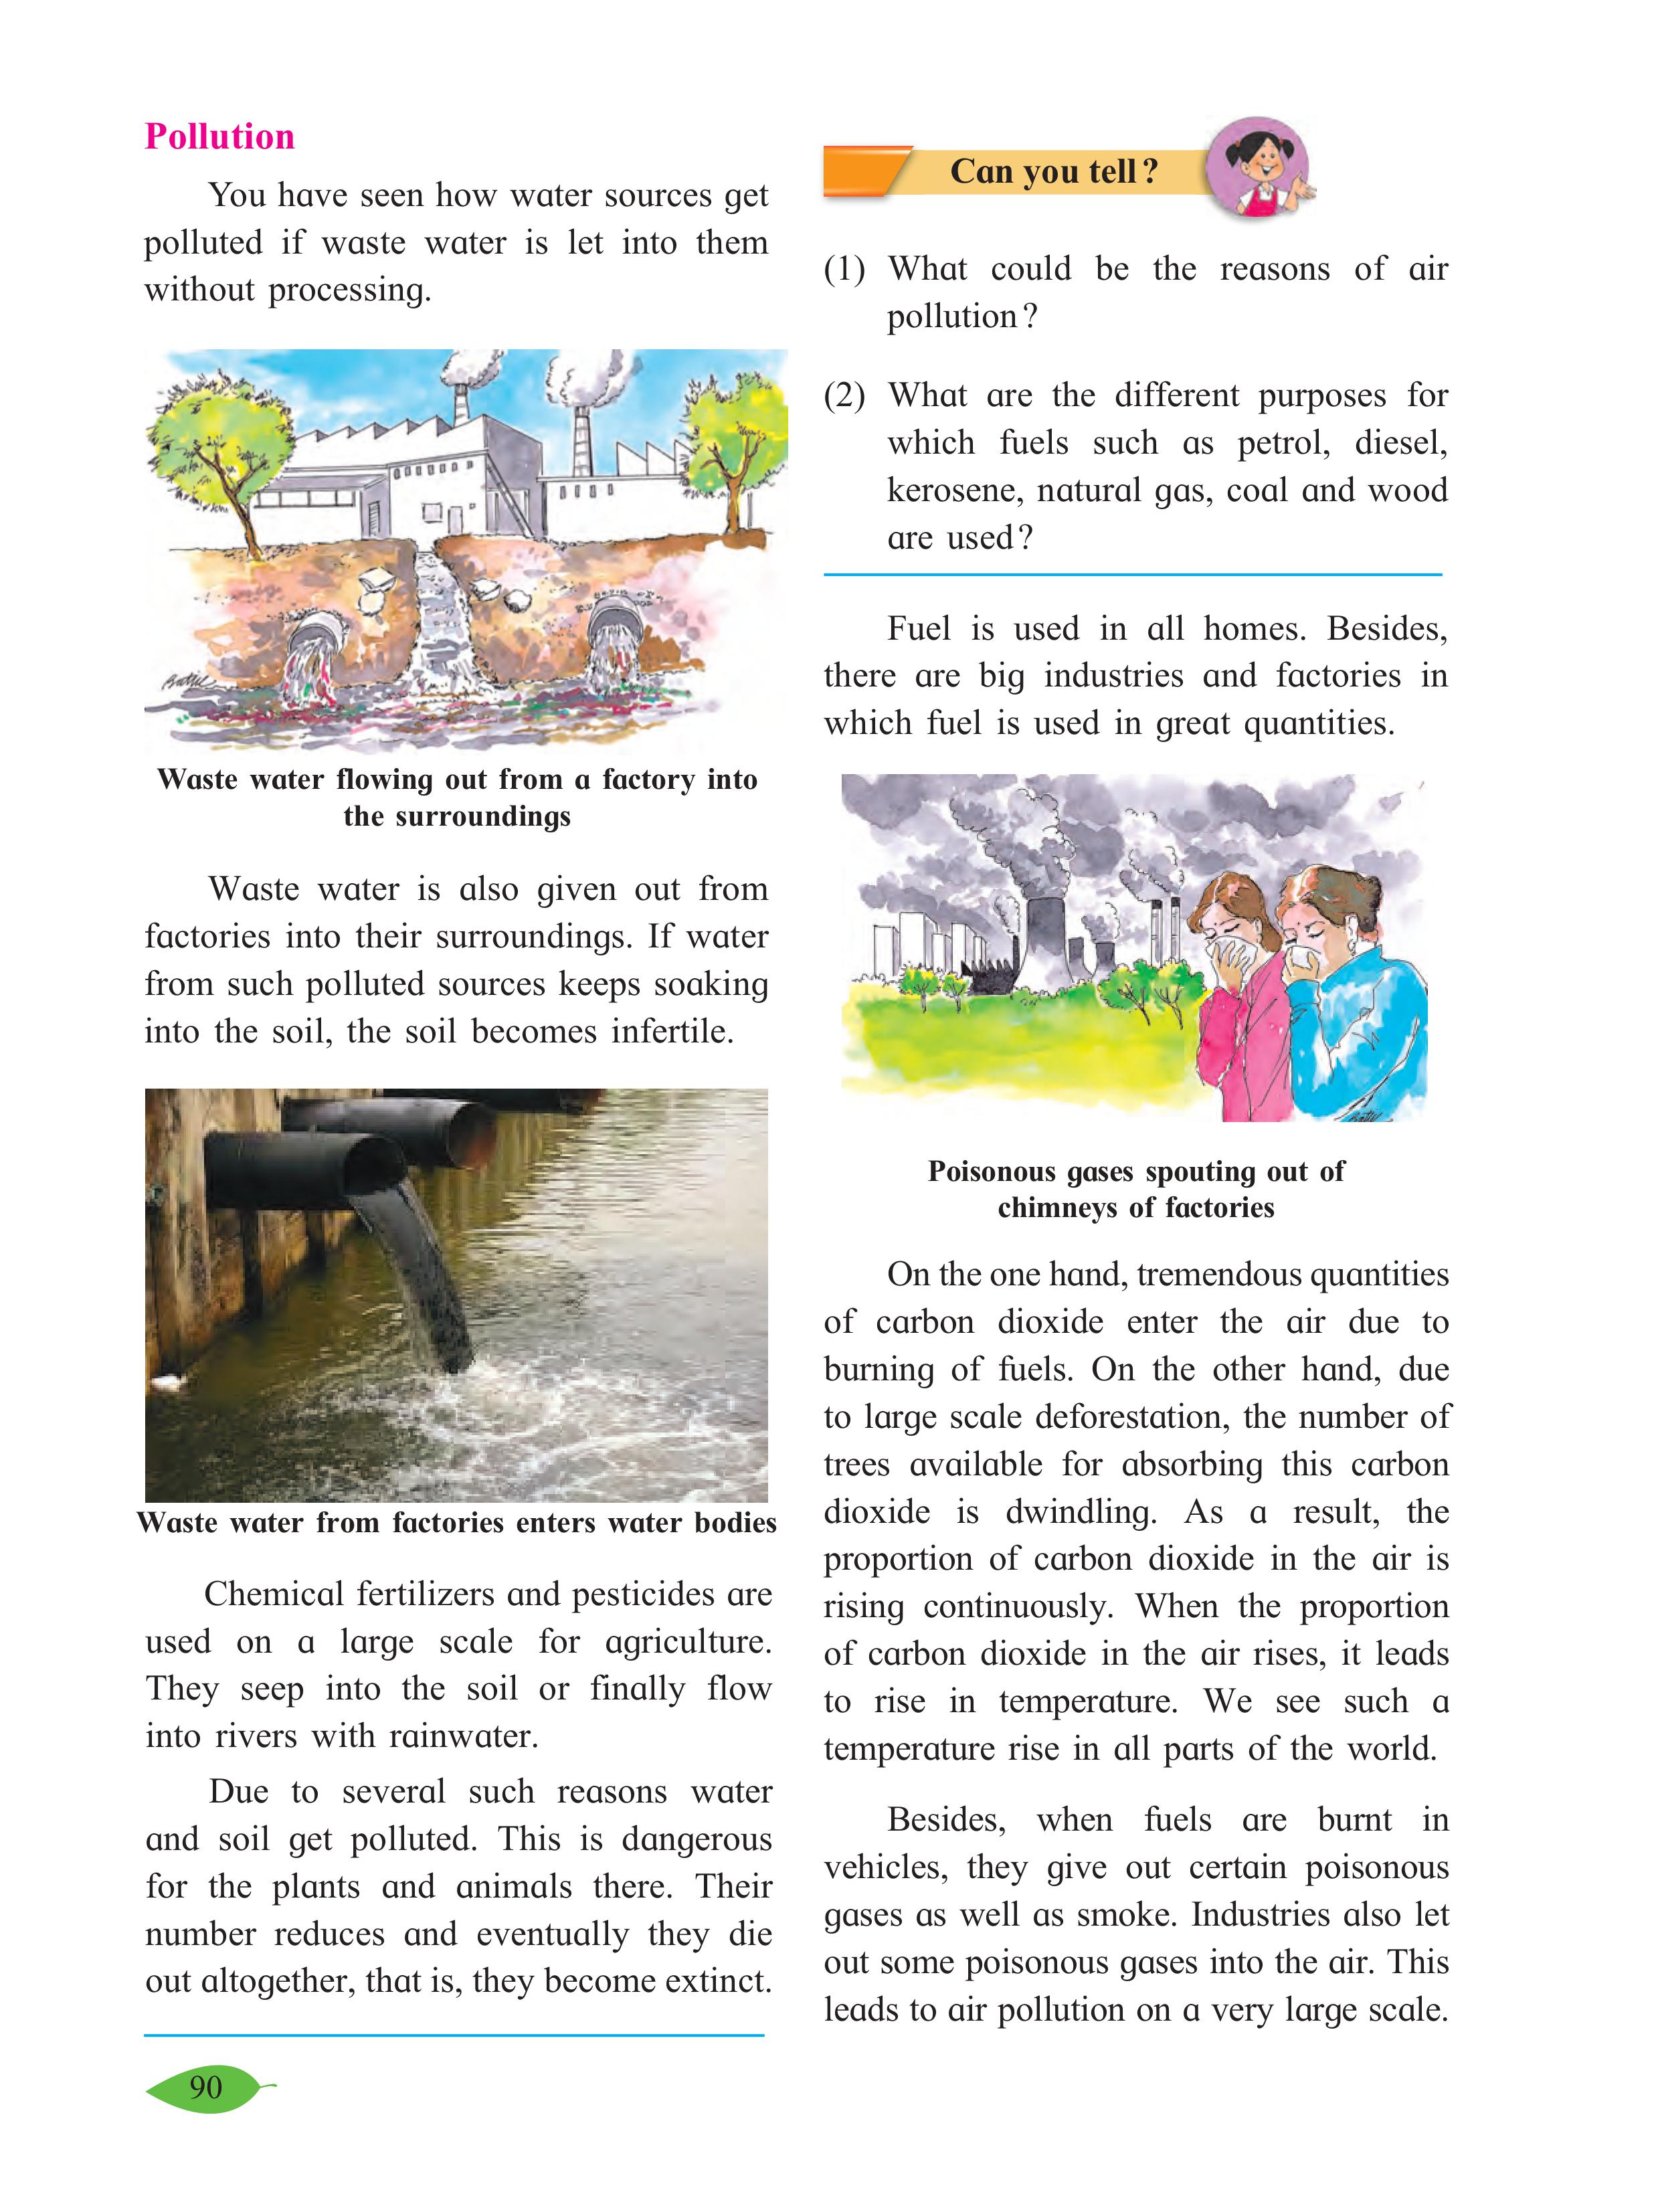 Pollution
You have seen how water sources get
polluted if waste water is let into them
without processing.
Waste water flowing out from a factory into
the surroundings
Waste water is also given out from
factories into their surroundings. If water
from such polluted sources keeps soaking
into the soil, the soil becomes infertile.
Waste water from factories enters water bodies
Chemical fertilizers and pesticides are
used on a large scale for agriculture.
They seep into the soil or finally flow
into rivers with rainwater.
Due to several such reasons water
and soil get polluted. This is dangerous
for the plants and animals there. Their
number reduces and eventually they die
out altogether, that is, they become extinct.
Can you tell?
(1) What could be the reasons of air
pollution?
(2) What are the different purposes for
which fuels such as petrol, diesel,
kerosene, natural gas, coal and wood
are used?
Fuel is used in all homes. Besides,
there are big industries and factories in
which fuel is used in great quantities.
Poisonous gases spouting out of
chimneys of factories
On the one hand, tremendous quantities
of carbon dioxide enter the air due to
burning of fuels. On the other hand, due
to large scale deforestation, the number of
trees available for absorbing this carbon
dioxide is dwindling. As a result, the
proportion of carbon dioxide in the air is
rising continuously. When the proportion
of carbon dioxide in the air rises, it leads
to rise in temperature. We see such a
temperature rise in all parts of the world.
Besides, when fuels are burnt in
vehicles, they give out certain poisonous
gases as well as smoke. Industries also let
out some poisonous gases into the air. This
leads to air pollution on a very large scale.
90